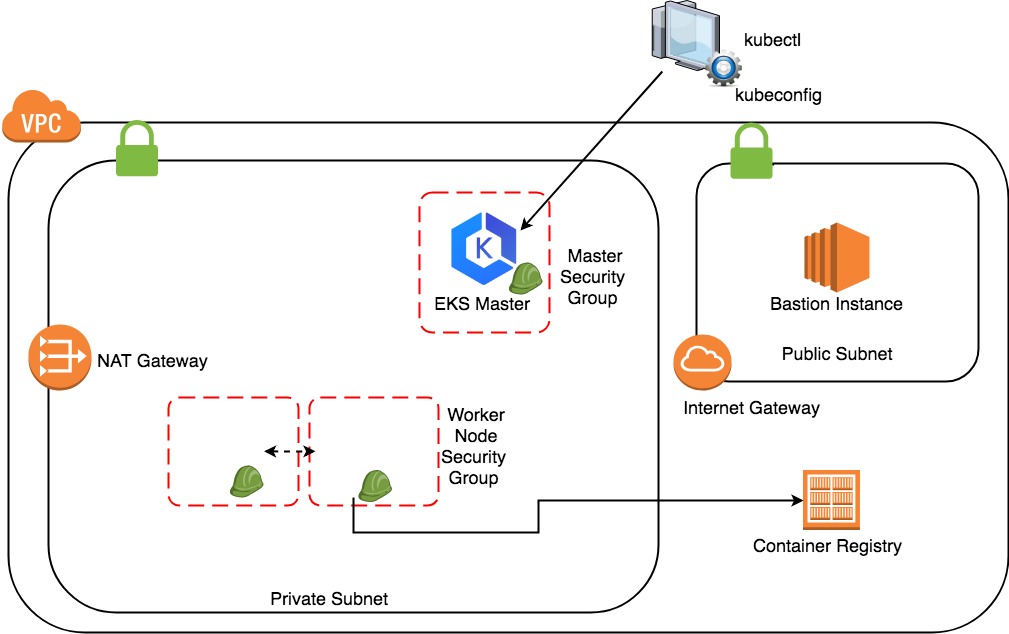 kubectl
kubeconfig
VPC
K
EKS Master
Master
Security
Group
Bastion Instance
Public Subnet
NAT Gateway
Internet Gateway
Worker
Node
Security
Group
Container Registry
Private Subnet